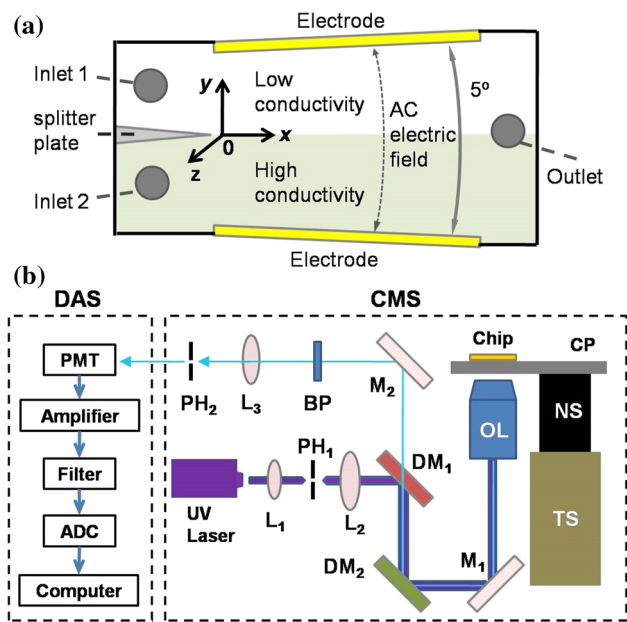 (a)
Electrode
Inlet 1
splitter
plate
Inlet 2
y
x
z
0
Low
conductivity
High
conductivity
AC
electric
field
5º
Outlet
Electrode
(b)
DAS
CMS
PMT
Amplifier
Filter
ADC
Computer
PH2
L3
BP
M2
Chip
CP
OL
NS
TS
UV
Laser
L1
PH1
L2
DM1
DM2
M1